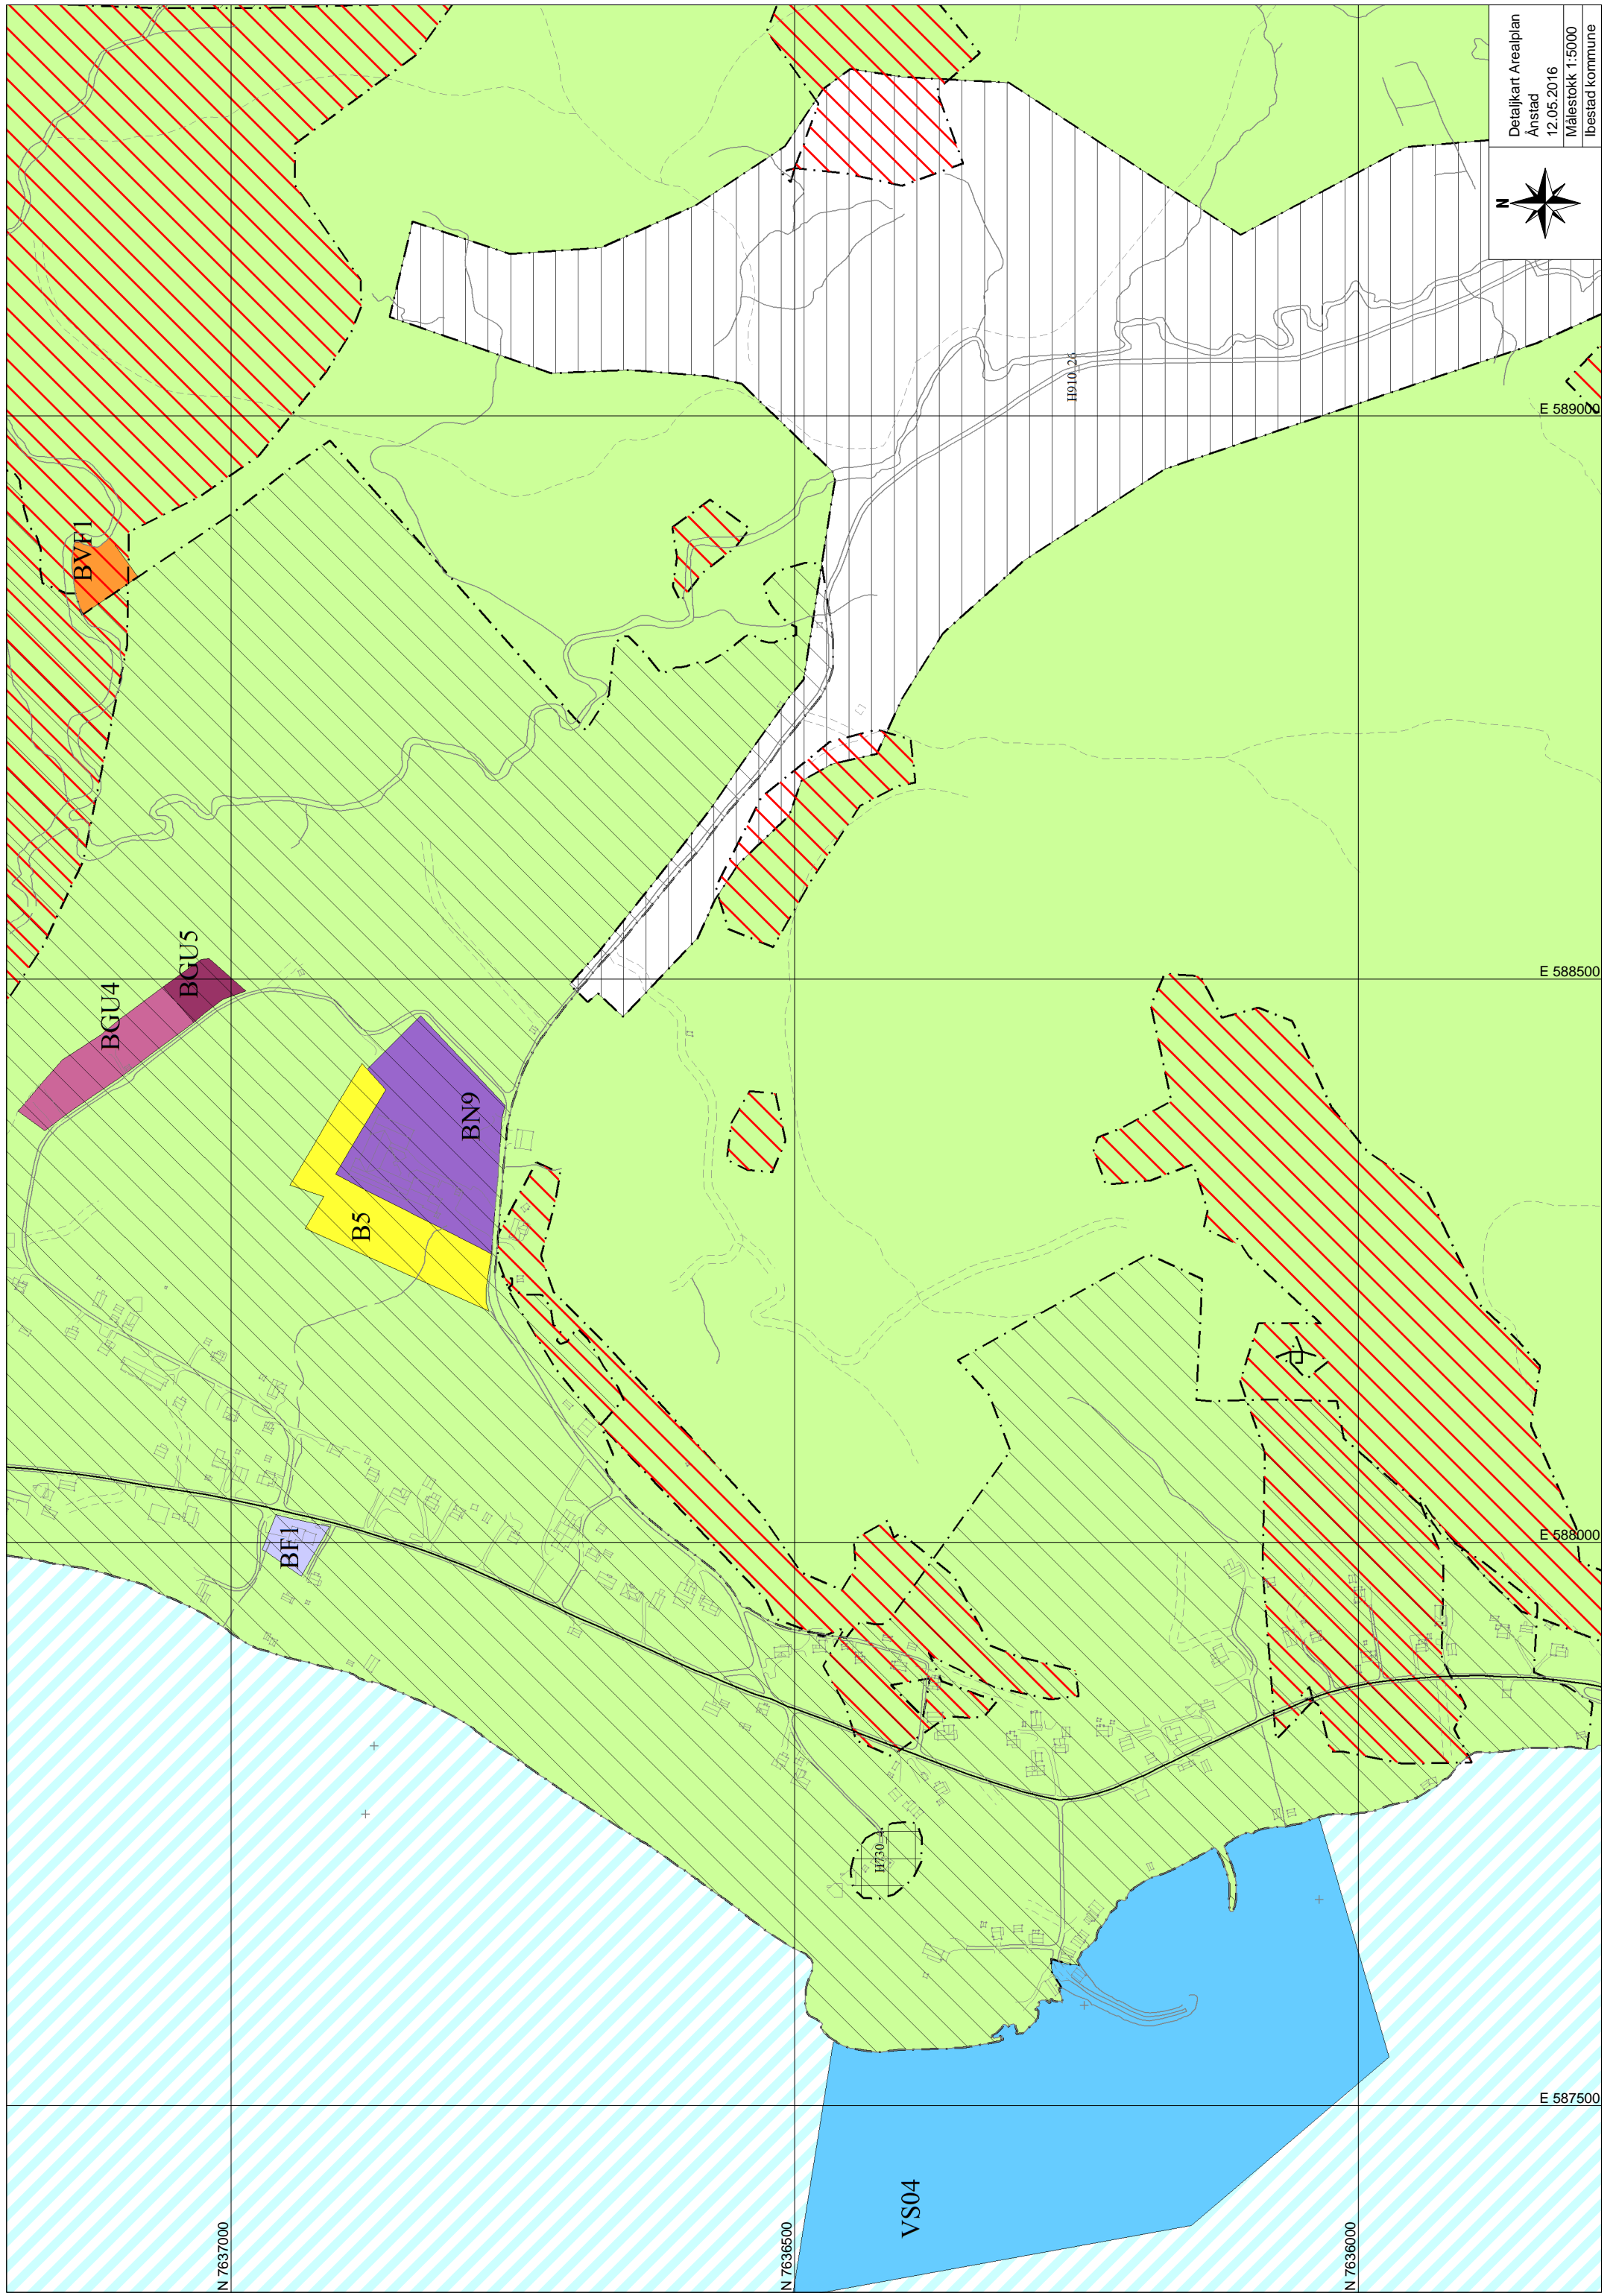 Detaljkart Arealplan
Ånstad
12.05.2016
Målestokk 1:5000
Ibestad kommune
N
BVF1
BGU4
BGU5
BN9
B5
BF1
H910_26
H730_
VS04
E 589000
E 588500
E 588000
E 587500
N 7637000
N 7636500
N 7636000